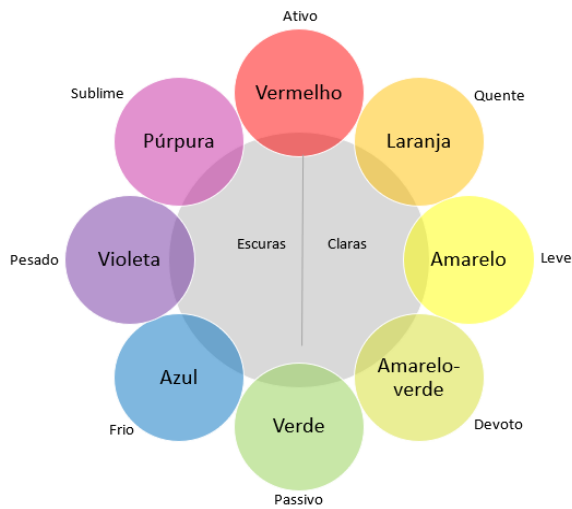 Ativo
Vermelho
Sublime
Quente
Púrpura
Laranja
Escuras
Claras
Pesado
Violeta
Amarelo
Leve
Azul
Amarelo-
verde
Frio
Verde
Devoto
Passivo